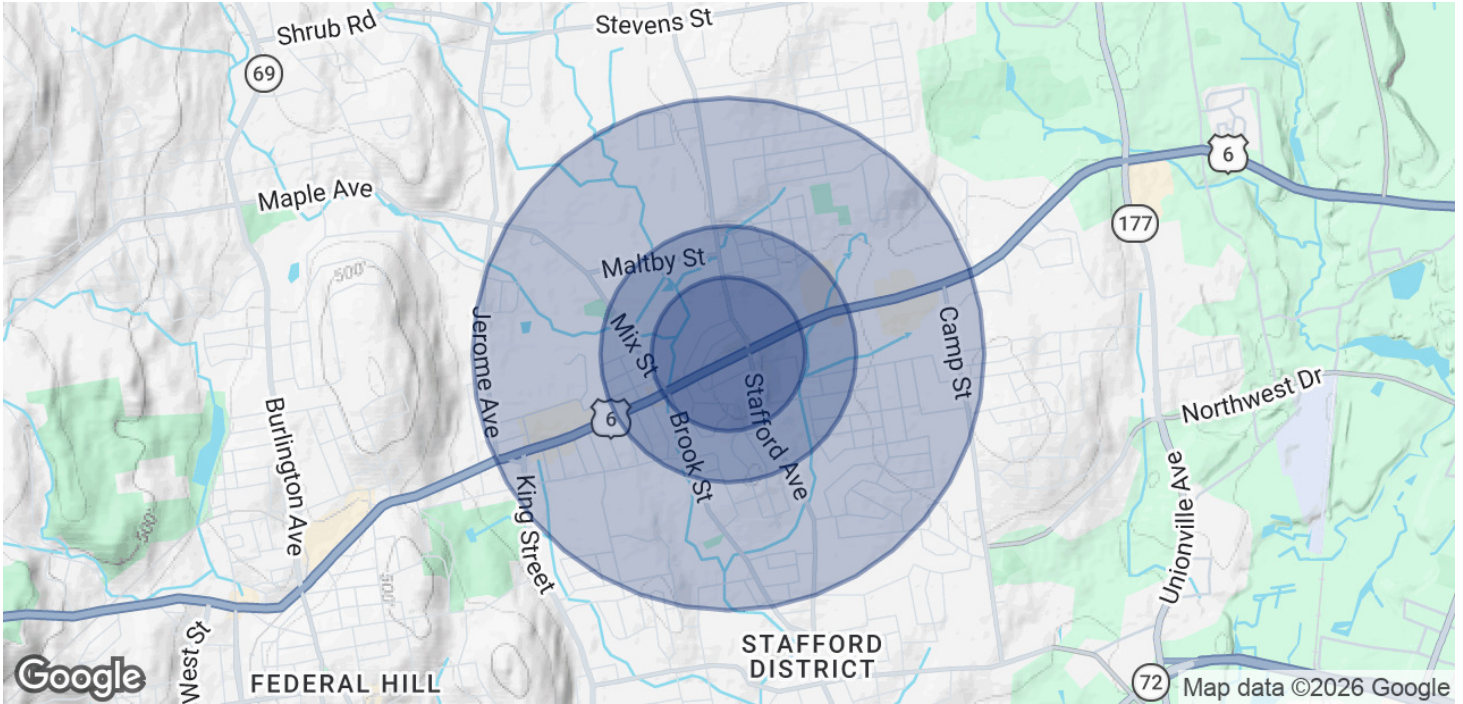 Shrub Rd
Stevens St
69
6
Maple Ave
177
Maltby St
500'
Jerome Ave
Mix St
Camp St
Northwest Dr
Burlington Ave
6
Stafford Ave
Brook St
King Street
500'
500'
Unionville Ave
West St
STAFFORD
DISTRICT
FEDERAL HILL
72
Google
Map data ©2026 Google